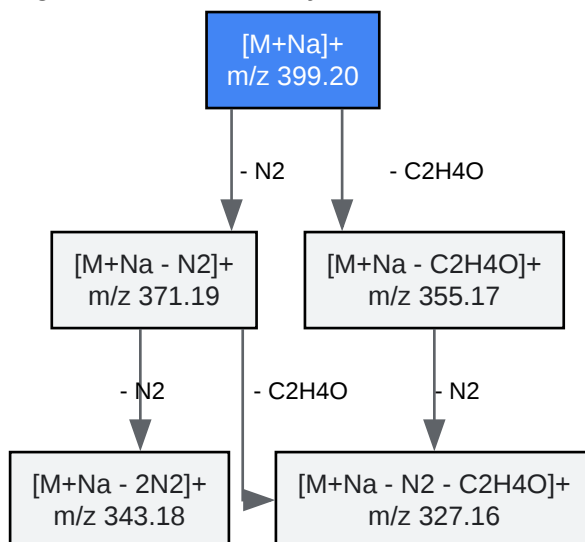 [M+Na]+
m/z 399.20
- N2
- C2H4O
[M+Na - N2]+
m/z 371.19
[M+Na - C2H4O]+
m/z 355.17
- N2
- C2H4O
- N2
[M+Na - 2N2]+
m/z 343.18
[M+Na - N2 - C2H4O]+
m/z 327.16